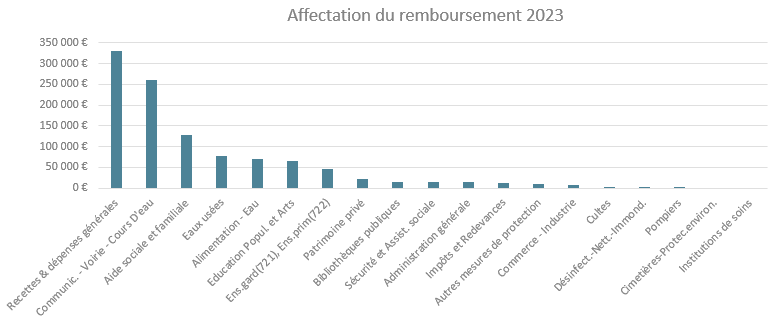 Affectation du remboursement 2023
350 000 €
300 000 €
250 000 €
200 000 €
150 000 €
100 000 €
50 000 €
0 €
Recettes & dépenses générales
Communic. - Voirie - Cours D'eau
Aide sociale et familiale
Eaux usées
Alimentation - Eau
Education Popul. et Arts
Ens.gard(721), Ens.prim(722)
Patrimoine privé
Bibliothèques publiques
Sécurité et Assist. sociale
Administration générale
Impôts et Redevances
Autres mesures de protection
Commerce - Industrie
Cultes
Désinfect.-Nett.-Immond.
Pompiers
Cimetières-Protec.environ.
Institutions de soins